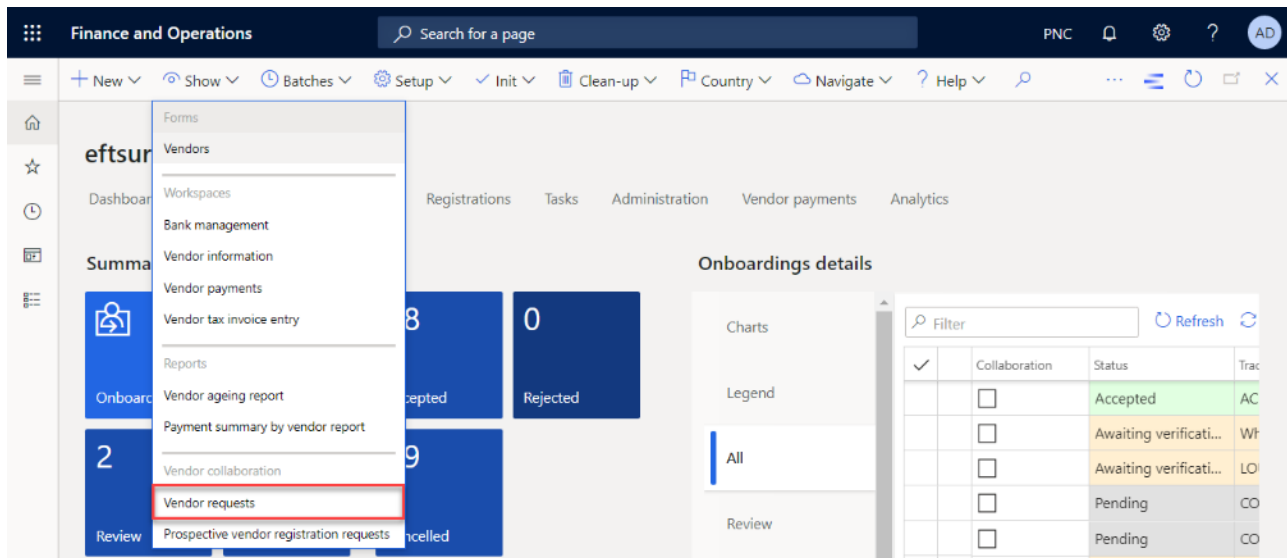 Finance and Operations
Search for a page
PNC
?
AD
New
Show
Batches
Setup
Init
Clean-up
Country
Navigate
? Help
...
Forms
Vendors
Workspaces
Bank management
Vendor information
Vendor payments
Vendor tax invoice entry
Reports
Vendor ageing report
Payment summary by vendor report
Vendor collaboration
Vendor requests
Prospective vendor registration requests
eftsur
Dashboar
Registrations
Tasks
Administration
Vendor payments
Analytics
Summa
Onboard
8
cepted
0
Rejected
2
Review
9
ncelled
Onboardings details
Charts
Legend
All
Review
Filter
Refresh
Collaboration Status Trac
Accepted AC
Awaiting verificati... Wh
Awaiting verificati... LO
Pending CO
Pending CO